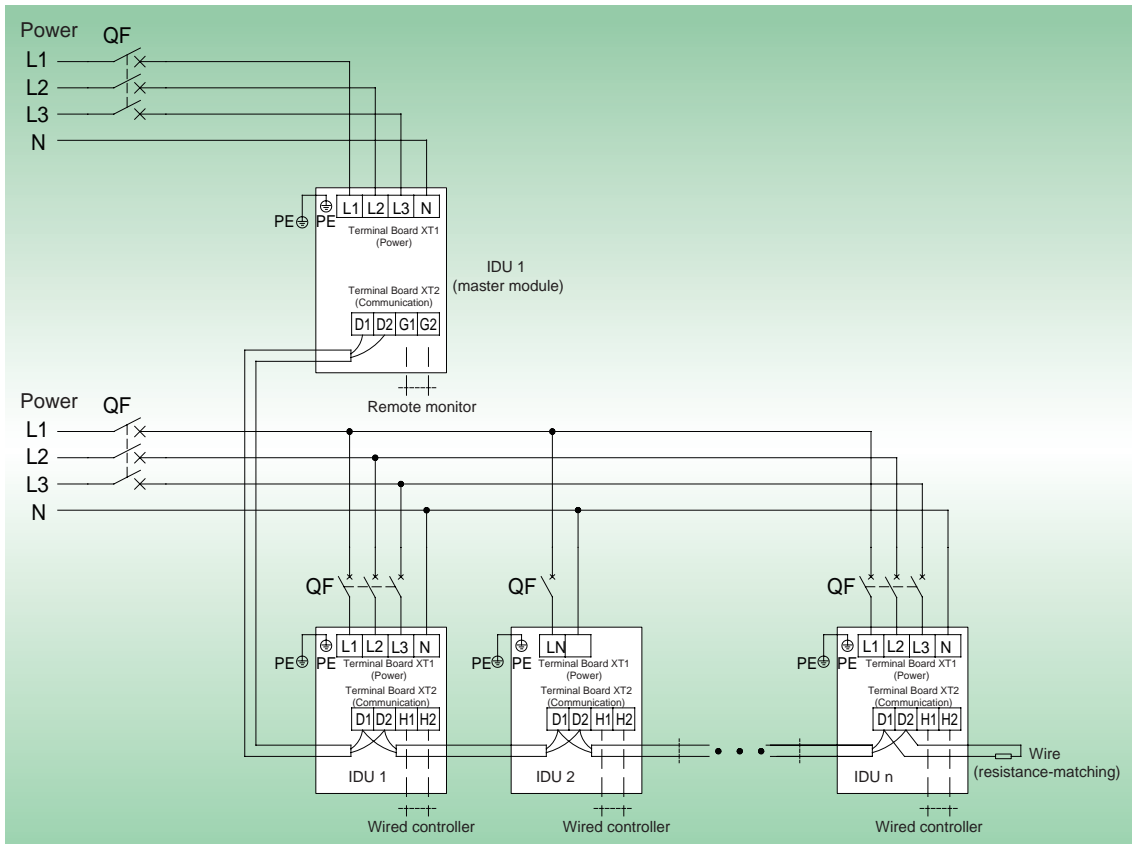 Power
QF
L1
L2
L3
N
PE PE
L1 L2 L3 N
Terminal Board XT1
(Power)
IDU 1
(master module)
Terminal Board XT2
(Communication)
D1 D2 G1 G2
Remote monitor
Power
QF
L1
L2
L3
N
QF
QF
QF
PE PE
L1 L2 L3 N
Terminal Board XT1
(Power)
Terminal Board XT2
(Communication)
D1 D2 H1 H2
IDU 1
Wired controller
PE PE
LN
Terminal Board XT1
(Power)
Terminal Board XT2
(Communication)
D1 D2 H1 H2
IDU 2
Wired controller
PE PE
L1 L2 L3 N
Terminal Board XT1
(Power)
Terminal Board XT2
(Communication)
D1 D2 H1 H2
IDU n
Wired controller
Wire
(resistance-matching)